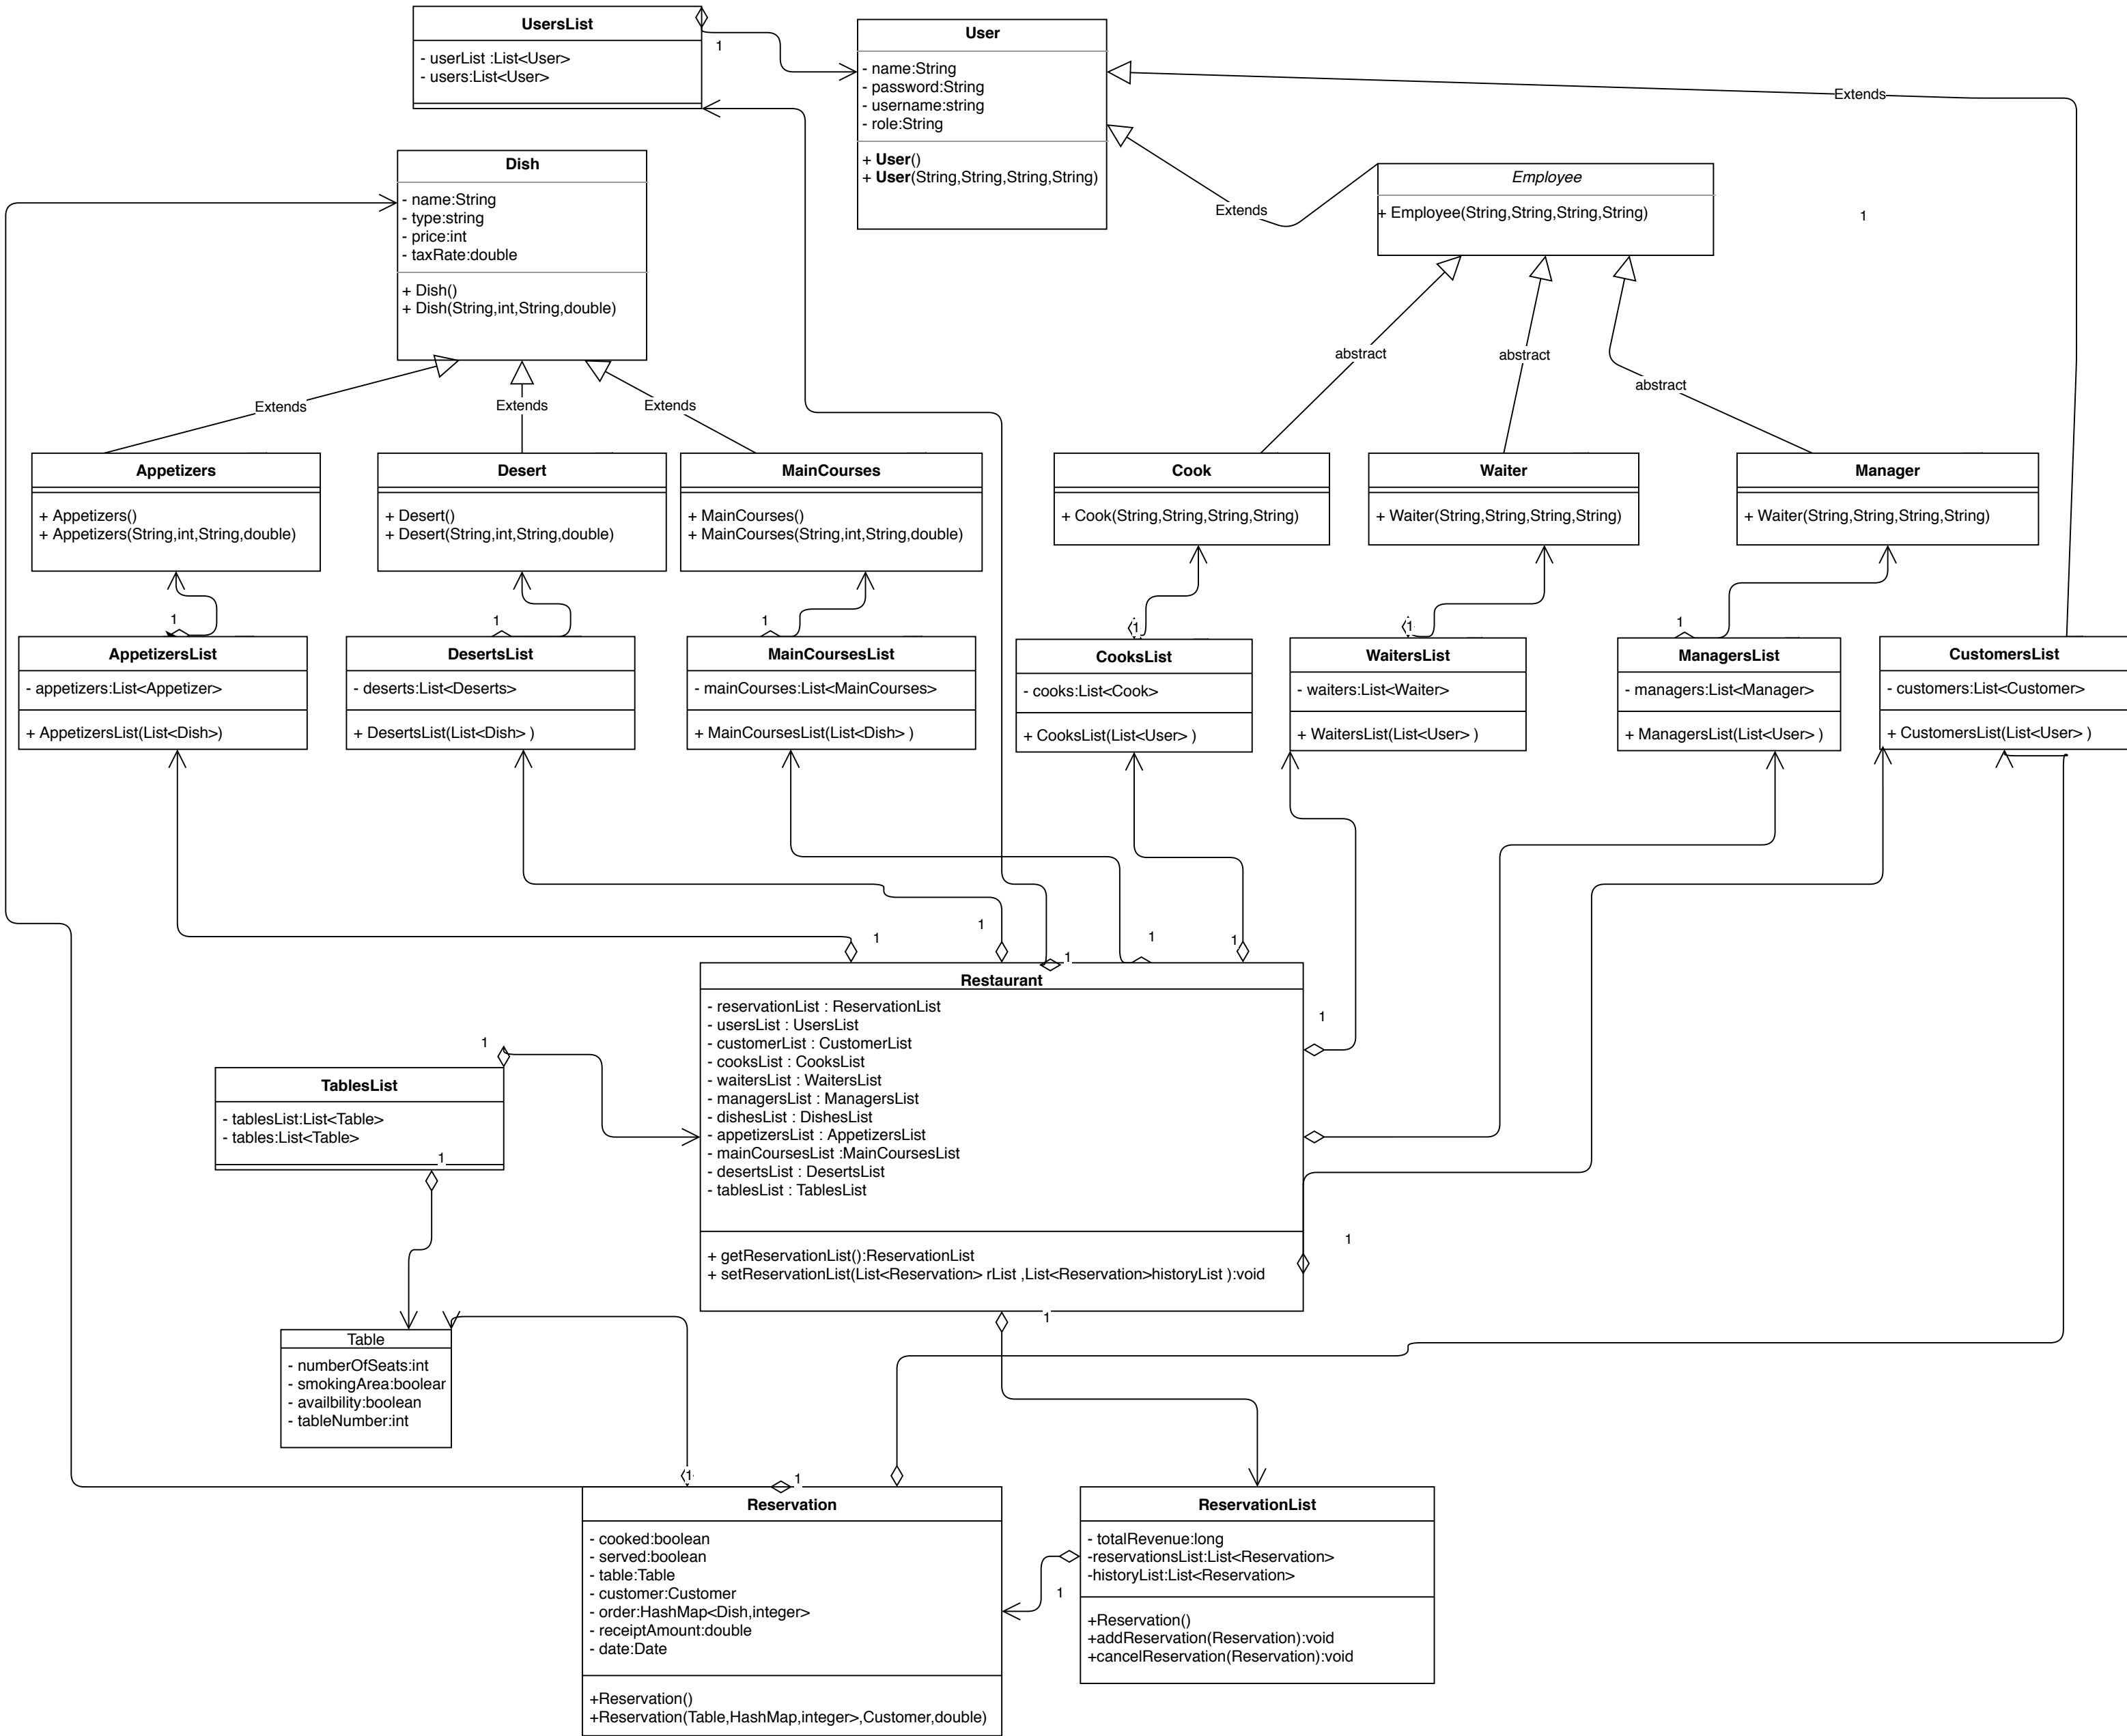 UsersList
- userList :List<User>
- users:List<User>
1
User
- name:String
- password:String
- username:string
- role:String
+ User()
+ User(String,String,String,String)
Extends
Dish
- name:String
- type:string
- price:int
- taxRate:double
+ Dish()
+ Dish(String,int,String,double)
Employee
+ Employee(String,String,String,String)
Extends
1
abstract
abstract
abstract
Extends
Extends
Extends
Appetizers
+ Appetizers()
+ Appetizers(String,int,String,double)
Desert
+ Desert()
+ Desert(String,int,String,double)
MainCourses
+ MainCourses()
+ MainCourses(String,int,String,double)
Cook
+ Cook(String,String,String,String)
Waiter
+ Waiter(String,String,String,String)
Manager
+ Waiter(String,String,String,String)
1
1
1
1
1
1
AppetizersList
- appetizers:List<Appetizer>
+ AppetizersList(List<Dish>)
DesertsList
- deserts:List<Deserts>
+ DesertsList(List<Dish> )
MainCoursesList
- mainCourses:List<MainCourses>
+ MainCoursesList(List<Dish> )
CooksList
- cooks:List<Cook>
+ CooksList(List<User> )
WaitersList
- waiters:List<Waiter>
+ WaitersList(List<User> )
ManagersList
- managers:List<Manager>
+ ManagersList(List<User> )
CustomersList
- customers:List<Customer>
+ CustomersList(List<User> )
1
1
1
1
1
Restaurant
- reservationList : ReservationList
- usersList : UsersList
- customerList : CustomerList
- cooksList : CooksList
- waitersList : WaitersList
- managersList : ManagersList
- dishesList : DishesList
- appetizersList : AppetizersList
- mainCoursesList :MainCoursesList
- desertsList : DesertsList
- tablesList : TablesList
+ getReservationList():ReservationList
+ setReservationList(List<Reservation> rList ,List<Reservation>historyList ):void
1
1
1
1
TablesList
- tablesList:List<Table>
- tables:List<Table>
1
Table
- numberOfSeats:int
- smokingArea:boolean
- availbility:boolean
- tableNumber:int
1
1
Reservation
- cooked:boolean
- served:boolean
- table:Table
- customer:Customer
- order:HashMap<Dish,integer>
- receiptAmount:double
- date:Date
+Reservation()
+Reservation(Table,HashMap,integer>,Customer,double)
1
ReservationList
- totalRevenue:long
-reservationsList:List<Reservation>
-historyList:List<Reservation>
+Reservation()
+addReservation(Reservation):void
+cancelReservation(Reservation):void